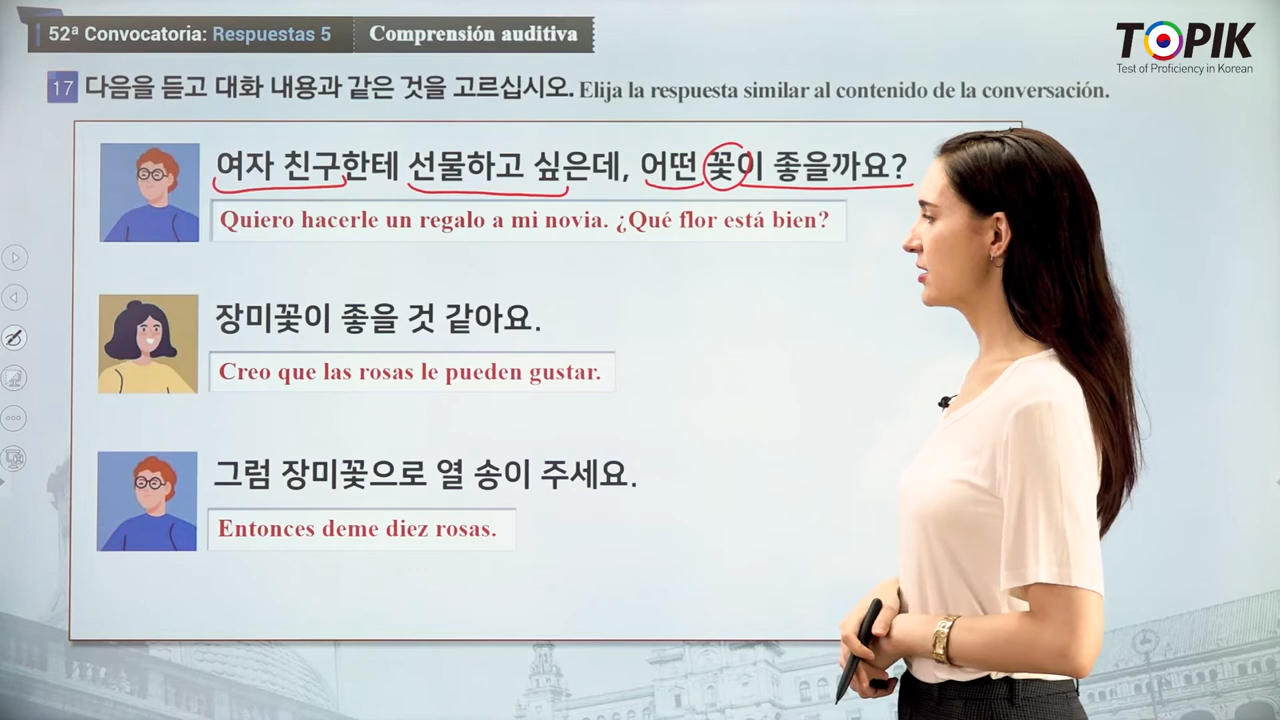 52ª Convocatoria: Respuestas 5
Comprensión auditiva
TOPIK
Test of Proficiency in Korean
17 다음을 듣고 대화 내용과 같은 것을 고르십시오. Elija la respuesta similar al contenido de la conversación.
여자 친구한테 선물하고 싶은데, 어떤 꽃이 좋을까요?
Quiero hacerle un regalo a mi novia. ¿Qué flor está bien?
장미꽃이 좋을 것 같아요.
Creo que las rosas le pueden gustar.
그럼 장미꽃으로 열 송이 주세요.
Entonces deme diez rosas.